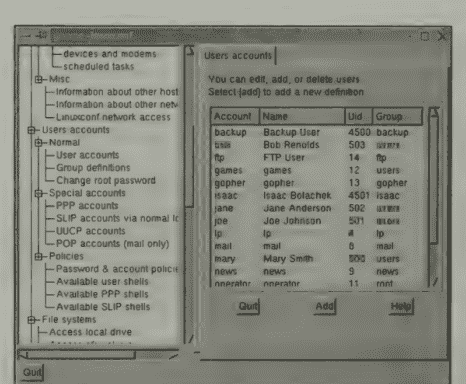 devices and modems
scheduled tasks
Misc
Information about other host
Information about other netw
Linuxconf network access
Users accounts
Normal
User accounts
Group definitions
Change root password
Special accounts
PPP accounts
SLIP accounts via normal lo
UUCP accounts
POP accounts (mail only)
Policies
Password & account policie
Available user shells
Available PPP shells
Available SLIP shells
File systems
Access local drive
Quit
Users accounts
You can edit, add, or delete users
Select [add] to add a new definition
Account Name Uid Group
backup Backup User 4500 backup
Bob Renolds 503
ftp FTP User 14 ftp
games games 12 users
gopher gopher 13 gopher
isaac Isaac Bolachek 4501 isaac
jane Jane Anderson 502
joe Joe Johnson 501
lp lp lp
mail mail mail
mary Mary Smith 500 users
news news 9 news
operator operator 11 root
Quit Add Help